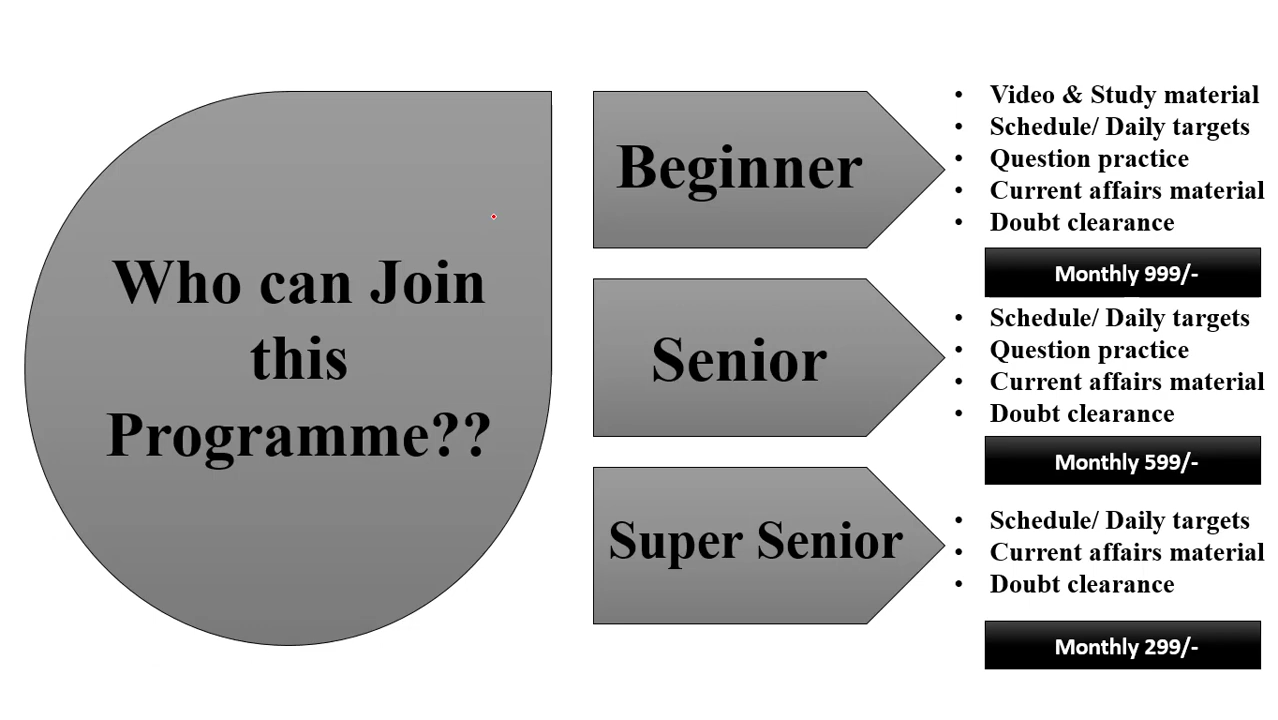 Who can Join
this
Programme??
Beginner
• Video & Study material
• Schedule/ Daily targets
• Question practice
• Current affairs material
• Doubt clearance
Monthly 999/-
Senior
• Schedule/ Daily targets
• Question practice
• Current affairs material
• Doubt clearance
Monthly 599/-
Super Senior
• Schedule/ Daily targets
• Current affairs material
• Doubt clearance
Monthly 299/-